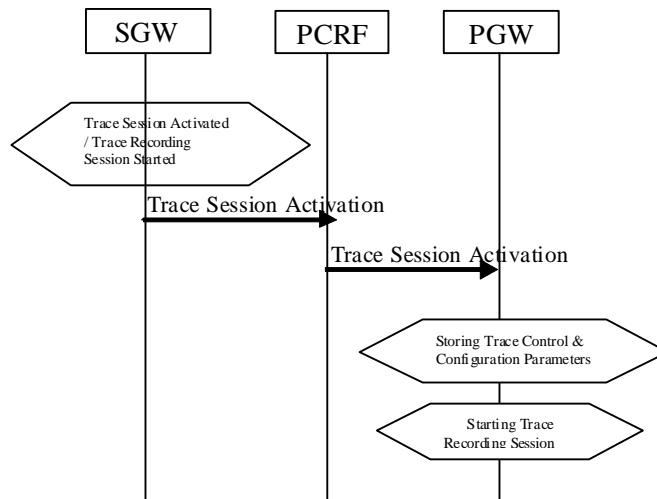 SGW
PCRF
PGW
Trace Session Activated
/ Trace Recording
Session Started
Trace Session Activation
Trace Session Activation
Storing Trace Control &
Configuration Parameters
Starting Trace
Recording Session